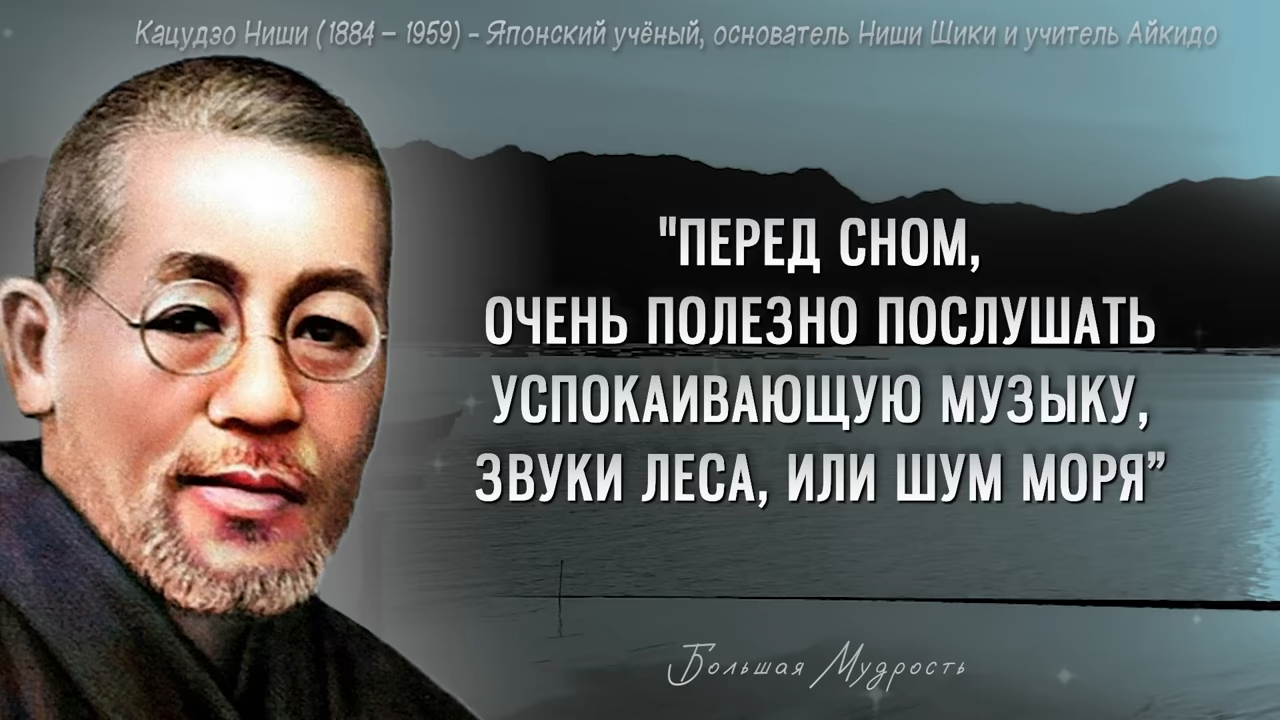 Кацудзо Ниши (1884 – 1959) - Японский учёный, основатель Ниши Шики и учитель Айкидо
"ПЕРЕД СНОМ,
ОЧЕНЬ ПОЛЕЗНО ПОСЛУШАТЬ
УСПОКАИВАЮЩУЮ МУЗЫКУ,
ЗВУКИ ЛЕСА, ИЛИ ШУМ МОРЯ”
Большая Мудрость